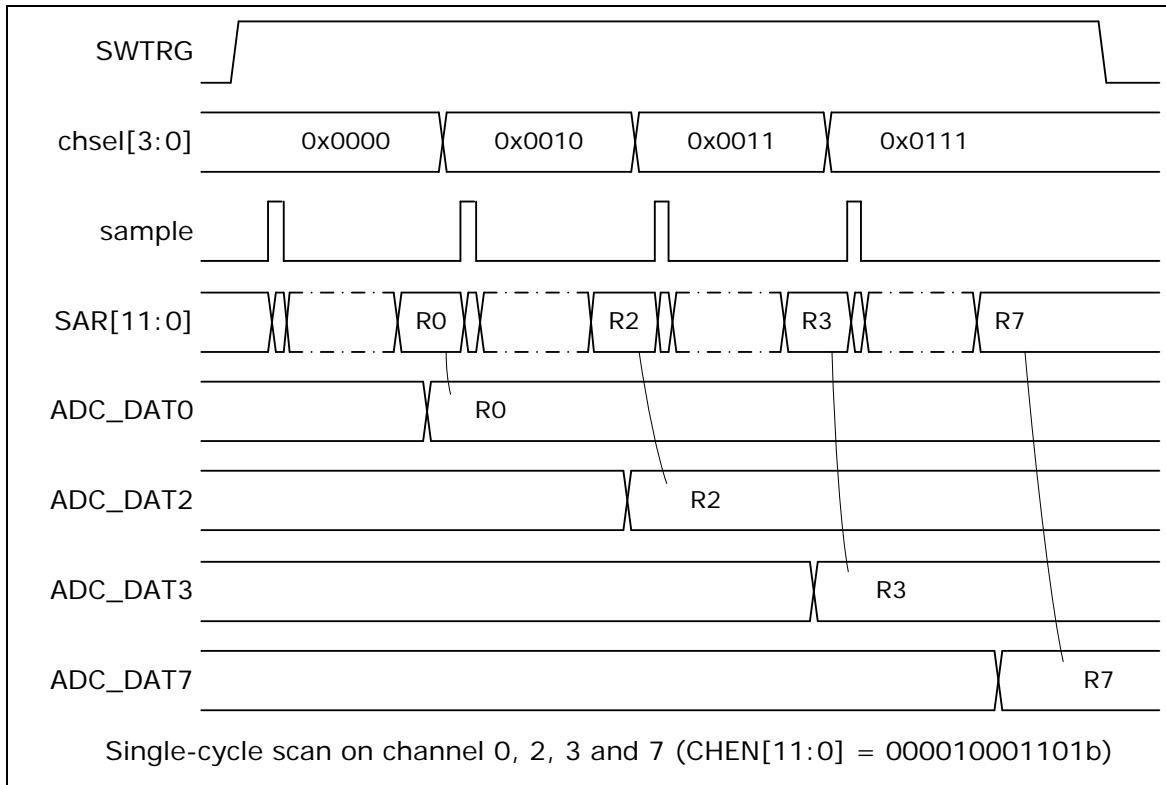 SWTRG
chsel[3:0] 0x0000 0x0010 0x0011 0x0111
sample
SAR[11:0] R0 R2 R3 R7
ADC_DAT0 R0
ADC_DAT2 R2
ADC_DAT3 R3
ADC_DAT7 R7
Single-cycle scan on channel 0, 2, 3 and 7 (CHEN[11:0] = 000010001101b)